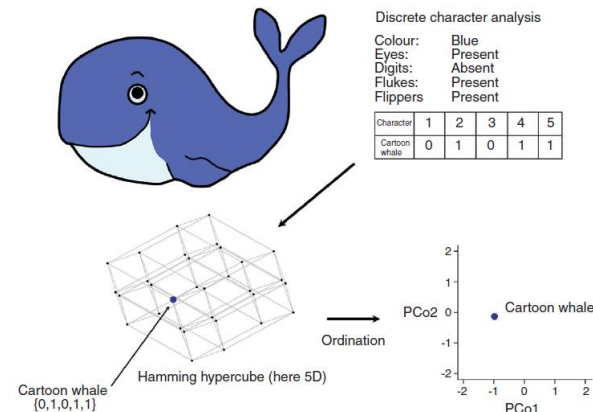 Discrete character analysis
Colour: Blue
Eyes: Present
Digits: Absent
Flukes: Present
Flippers Present
Character 1 2 3 4 5
Cartoon whale 0 1 0 1 1
Cartoon whale
{0,1,0,1,1}
Hamming hypercube (here 5D)
Ordination
2
1
PCo2 0
-1
-2
Cartoon whale
-2 -1 0 1 2
PCo1